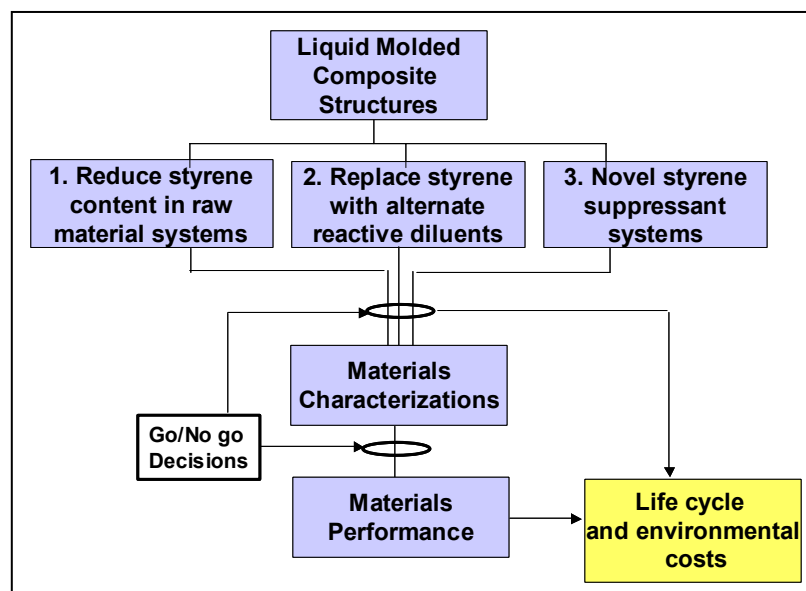 Liquid Molded
Composite
Structures
1. Reduce styrene
content in raw
material systems
2. Replace styrene
with alternate
reactive diluents
3. Novel styrene
suppressant
systems
Materials
Characterizations
Go/No go
Decisions
Materials
Performance
Life cycle
and environmental
costs